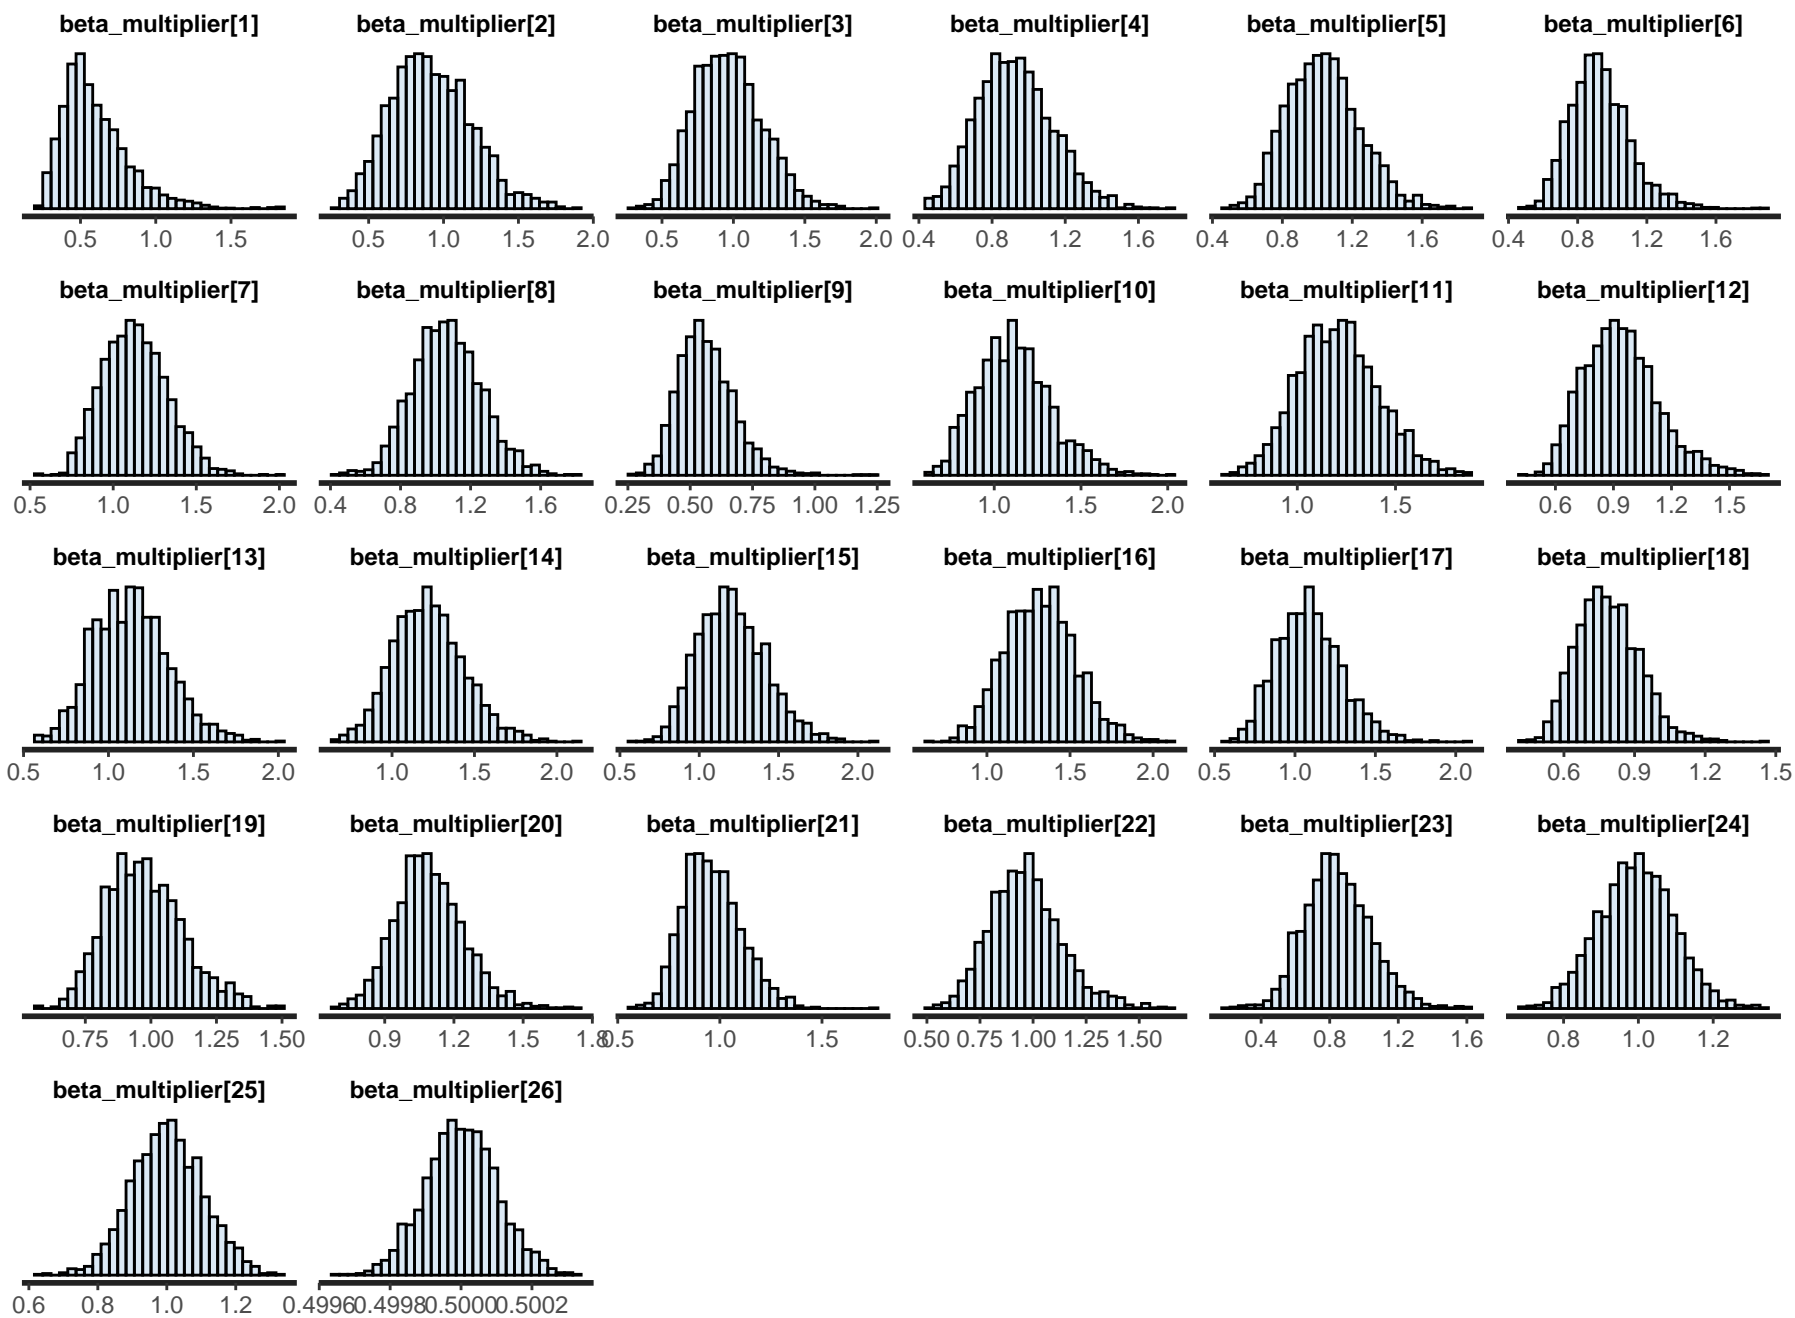 beta_multiplier[1] beta_multiplier[2] beta_multiplier[3] beta_multiplier[4] beta_multiplier[5] beta_multiplier[6]
0.5 1.0 1.5 0.5 1.0 1.5 2.0 0.5 1.0 1.5 2.0 0.4 0.8 1.2 1.6 0.4 0.8 1.2 1.6 0.4 0.8 1.2 1.6
beta_multiplier[7] beta_multiplier[8] beta_multiplier[9] beta_multiplier[10] beta_multiplier[11] beta_multiplier[12]
0.5 1.0 1.5 2.0 0.4 0.8 1.2 1.6 0.25 0.50 0.75 1.00 1.25 1.0 1.5 2.0 1.0 1.5 0.6 0.9 1.2 1.5
beta_multiplier[13] beta_multiplier[14] beta_multiplier[15] beta_multiplier[16] beta_multiplier[17] beta_multiplier[18]
0.5 1.0 1.5 2.0 1.0 1.5 2.0 0.5 1.0 1.5 2.0 1.0 1.5 2.0 0.5 1.0 1.5 2.0 0.6 0.9 1.2 1.5
beta_multiplier[19] beta_multiplier[20] beta_multiplier[21] beta_multiplier[22] beta_multiplier[23] beta_multiplier[24]
0.75 1.00 1.25 1.50 0.9 1.2 1.5 1.8 0.5 1.0 1.5 0.50 0.75 1.00 1.25 1.50 0.4 0.8 1.2 1.6 0.8 1.0 1.2
beta_multiplier[25] beta_multiplier[26]
0.6 0.8 1.0 1.2 0.4996 0.4998 0.5000 0.5002